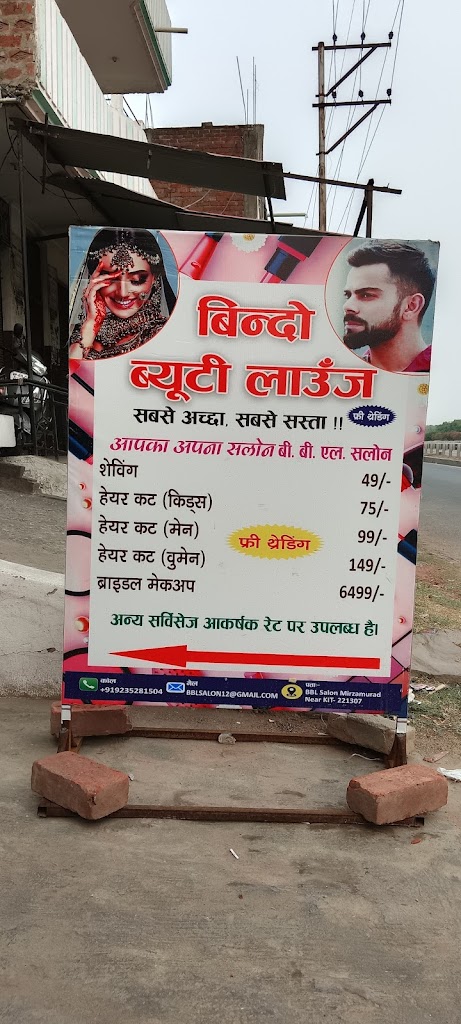 बिन्दो
ब्यूटी लाउँज
सबसे अच्छा, सबसे सस्ता !! फ्री थ्रेडिंग
आपका अपना सलोन बी. बी. एल. सलोन
शेविंग 49/-
हेयर कट (किड्स) 75/-
हेयर कट (मेन) 99/-
फ्री थ्रेडिंग
हेयर कट (वुमेन) 149/-
ब्राइडल मेकअप 6499/-
अन्य सर्विसेज आकर्षक रेट पर उपलब्ध है।
कॉल
+919235281504
मेल
BBLSALON12@GMAIL.COM
पता:-
BBL Salon Mirzamurad
Near KIT- 221307